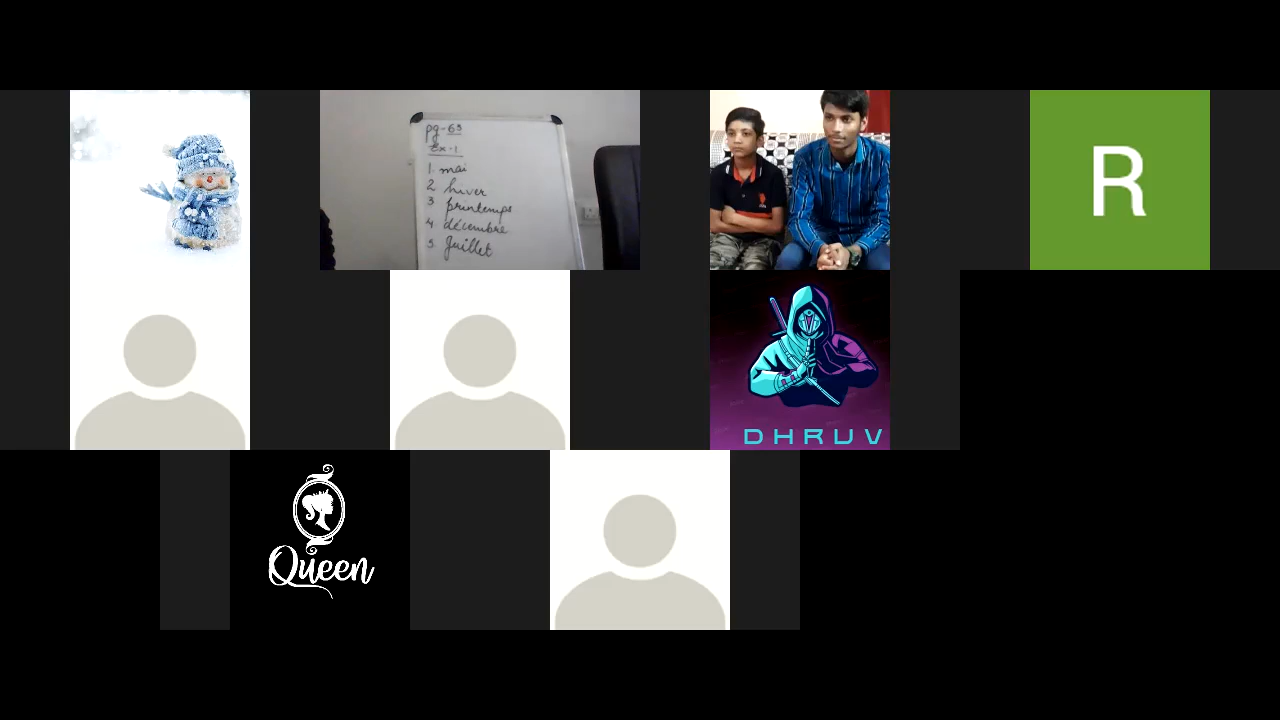 pg-63
Ex-1
1. mai
2 hiver
3 printemps
4 décembre
5. Juillet
R
DHRUV
Queen